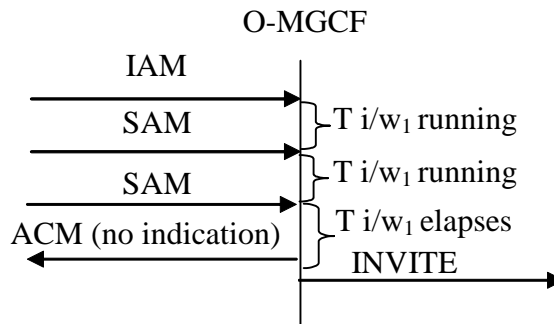 O-MGCF
IAM
T i/w1 running
SAM
T i/w1 running
SAM
T i/w1 elapses
ACM (no indication)
INVITE